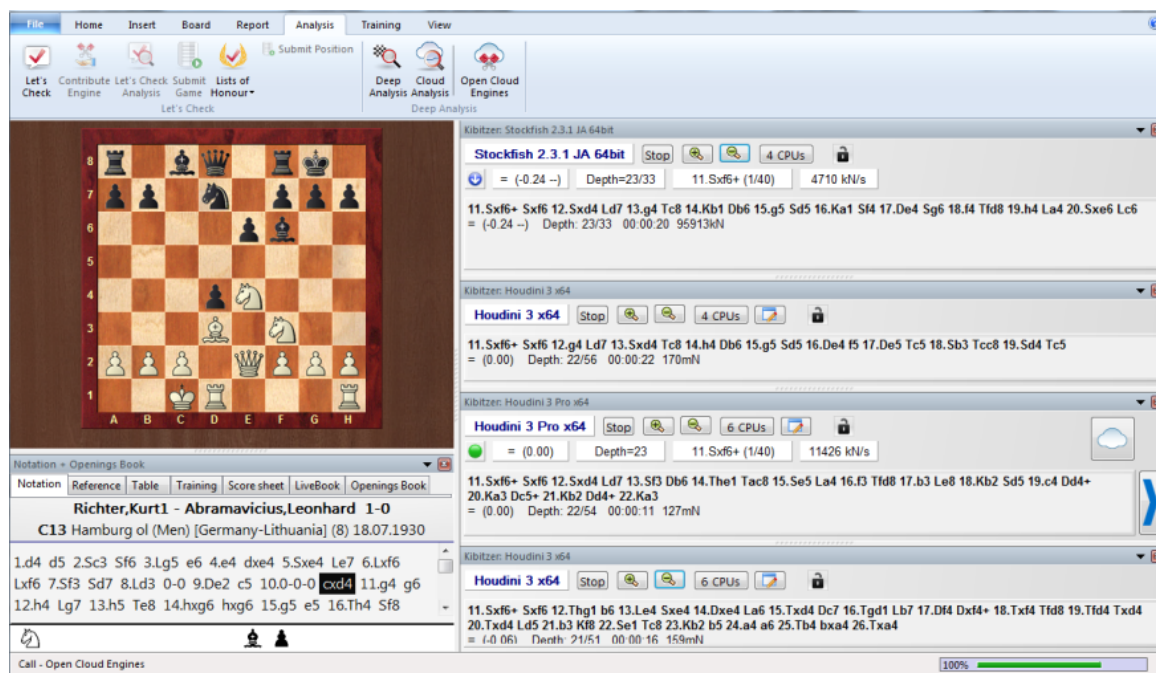 File Home Insert Board Report Analysis Training View
Let's Check
Contribute Engine
Let's Check Analysis
Submit Game
Lists of Honour
Submit Position
Deep Analysis
Cloud Analysis
Open Cloud Engines
Let's Check
Deep Analysis
8
7
6
5
4
3
2
1
A B C D E F G H
Notation + Openings Book
Notation Reference Table Training Score sheet LiveBook Openings Book
Richter,Kurt1 - Abramavicius,Leonhard 1-0
C13 Hamburg ol (Men) [Germany-Lithuania] (8) 18.07.1930
1.d4 d5 2.Sc3 Sf6 3.Lg5 e6 4.e4 dxe4 5.Sxe4 Le7 6.Lxf6
Lxf6 7.Sf3 Sd7 8.Ld3 0-0 9.De2 c5 10.0-0-0 cxd4 11.g4 g6
12.h4 Lg7 13.h5 Te8 14.hxg6 hxg6 15.g5 e5 16.Th4 Sf8
Kibitzer: Stockfish 2.3.1 JA 64bit
Stockfish 2.3.1 JA 64bit Stop 4 CPUs
= (-0.24 --) Depth=23/33 11.Sxf6+ (1/40) 4710 kN/s
11.Sxf6+ Sxf6 12.Sxd4 Ld7 13.g4 Tc8 14.Kb1 Db6 15.g5 Sd5 16.Ka1 Sf4 17.De4 Sg6 18.f4 Tfd8 19.h4 La4 20.Sxe6 Lc6
= (-0.24 --) Depth: 23/33 00:00:20 95913kN
Kibitzer: Houdini 3 x64
Houdini 3 x64 Stop 4 CPUs
11.Sxf6+ Sxf6 12.g4 Ld7 13.Sxd4 Tc8 14.h4 Db6 15.g5 Sd5 16.De4 f5 17.De5 Tc5 18.Sb3 Tcc8 19.Sd4 Tc5
= (0.00) Depth: 22/56 00:00:22 170mN
Kibitzer: Houdini 3 Pro x64
Houdini 3 Pro x64 Stop 6 CPUs
= (0.00) Depth=23 11.Sxf6+ (1/40) 11426 kN/s
11.Sxf6+ Sxf6 12.Sxd4 Ld7 13.Sf3 Db6 14.The1 Tac8 15.Se5 La4 16.f3 Tfd8 17.b3 Le8 18.Kb2 Sd5 19.c4 Dd4+
20.Ka3 Dc5+ 21.Kb2 Dd4+ 22.Ka3
= (0.00) Depth: 22/54 00:00:11 127mN
Kibitzer: Houdini 3 x64
Houdini 3 x64 Stop 6 CPUs
11.Sxf6+ Sxf6 12.Thg1 b6 13.Le4 Sxe4 14.Dxe4 La6 15.Txd4 Dc7 16.Tgd1 Lb7 17.Df4 Dxf4+ 18.Txf4 Tfd8 19.Tfd4 Txd4
20.Txd4 Ld5 21.b3 Kf8 22.Se1 Tc8 23.Kb2 b5 24.a4 a6 25.Tb4 bxa4 26.Txa4
= (-0.06) Depth: 21/51 00:00:16 159mN
Call - Open Cloud Engines
100%